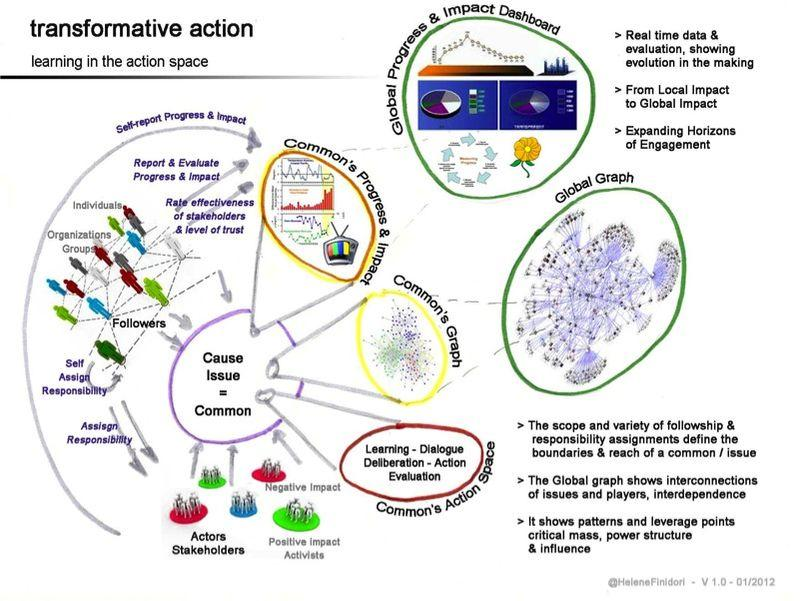 transformative action
learning in the action space
Global Progress & Impact Dashboard
> Real time data &
evaluation, showing
evolution in the making
> From Local Impact
to Global Impact
> Expanding Horizons
of Engagement
Self-report Progress & Impact
Report & Evaluate
Progress & Impact
Rate effectiveness
of stakeholders
& level of trust
Common's Progress & Impact
Measuring
Progress
Global Graph
Individuals
Organizations
Groups
Followers
Common's Graph
Self
Assign
Responsibility
Assisgn
Responsibility
Cause
Issue
=
Common
Learning - Dialogue
Deliberation - Action
Evaluation
Common's Action Space
Negative Impact
Positive impact
Activists
Actors
Stakeholders
> The scope and variety of followship &
responsibility assignments define the
boundaries & reach of a common / issue
> The Global graph shows interconnections
of issues and players, interdependence
> It shows patterns and leverage points
critical mass, power structure
& influence
@HeleneFinidori - V 1.0 - 01/2012